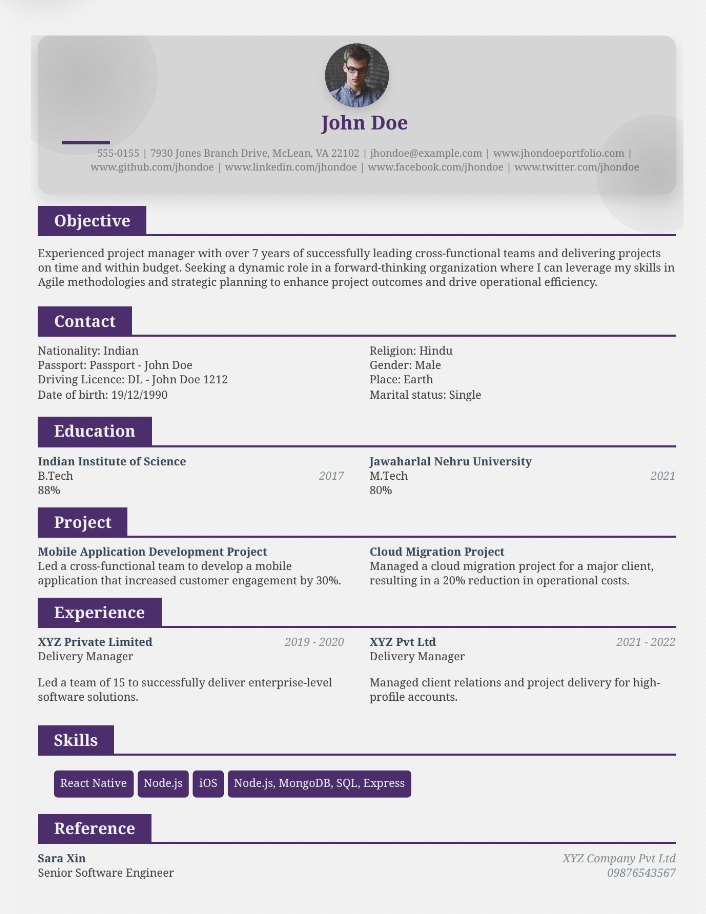 John Doe
555-0155 | 7930 Jones Branch Drive, McLean, VA 22102 | jhondoe@example.com | www.jhondoeportfolio.com |
www.github.com/jhondoe | www.linkedin.com/jhondoe | www.facebook.com/jhondoe | www.twitter.com/jhondoe
Objective
Experienced project manager with over 7 years of successfully leading cross-functional teams and delivering projects
on time and within budget. Seeking a dynamic role in a forward-thinking organization where I can leverage my skills in
Agile methodologies and strategic planning to enhance project outcomes and drive operational efficiency.
Contact
Nationality: Indian
Passport: Passport - John Doe
Driving Licence: DL - John Doe 1212
Date of birth: 19/12/1990
Religion: Hindu
Gender: Male
Place: Earth
Marital status: Single
Education
Indian Institute of Science
B.Tech 2017
88%
Jawaharlal Nehru University
M.Tech 2021
80%
Project
Mobile Application Development Project
Led a cross-functional team to develop a mobile
application that increased customer engagement by 30%.
Cloud Migration Project
Managed a cloud migration project for a major client,
resulting in a 20% reduction in operational costs.
Experience
XYZ Private Limited 2019 - 2020
Delivery Manager
Led a team of 15 to successfully deliver enterprise-level
software solutions.
XYZ Pvt Ltd 2021 - 2022
Delivery Manager
Managed client relations and project delivery for high-
profile accounts.
Skills
React Native Node.js iOS Node.js, MongoDB, SQL, Express
Reference
Sara Xin XYZ Company Pvt Ltd
Senior Software Engineer 09876543567